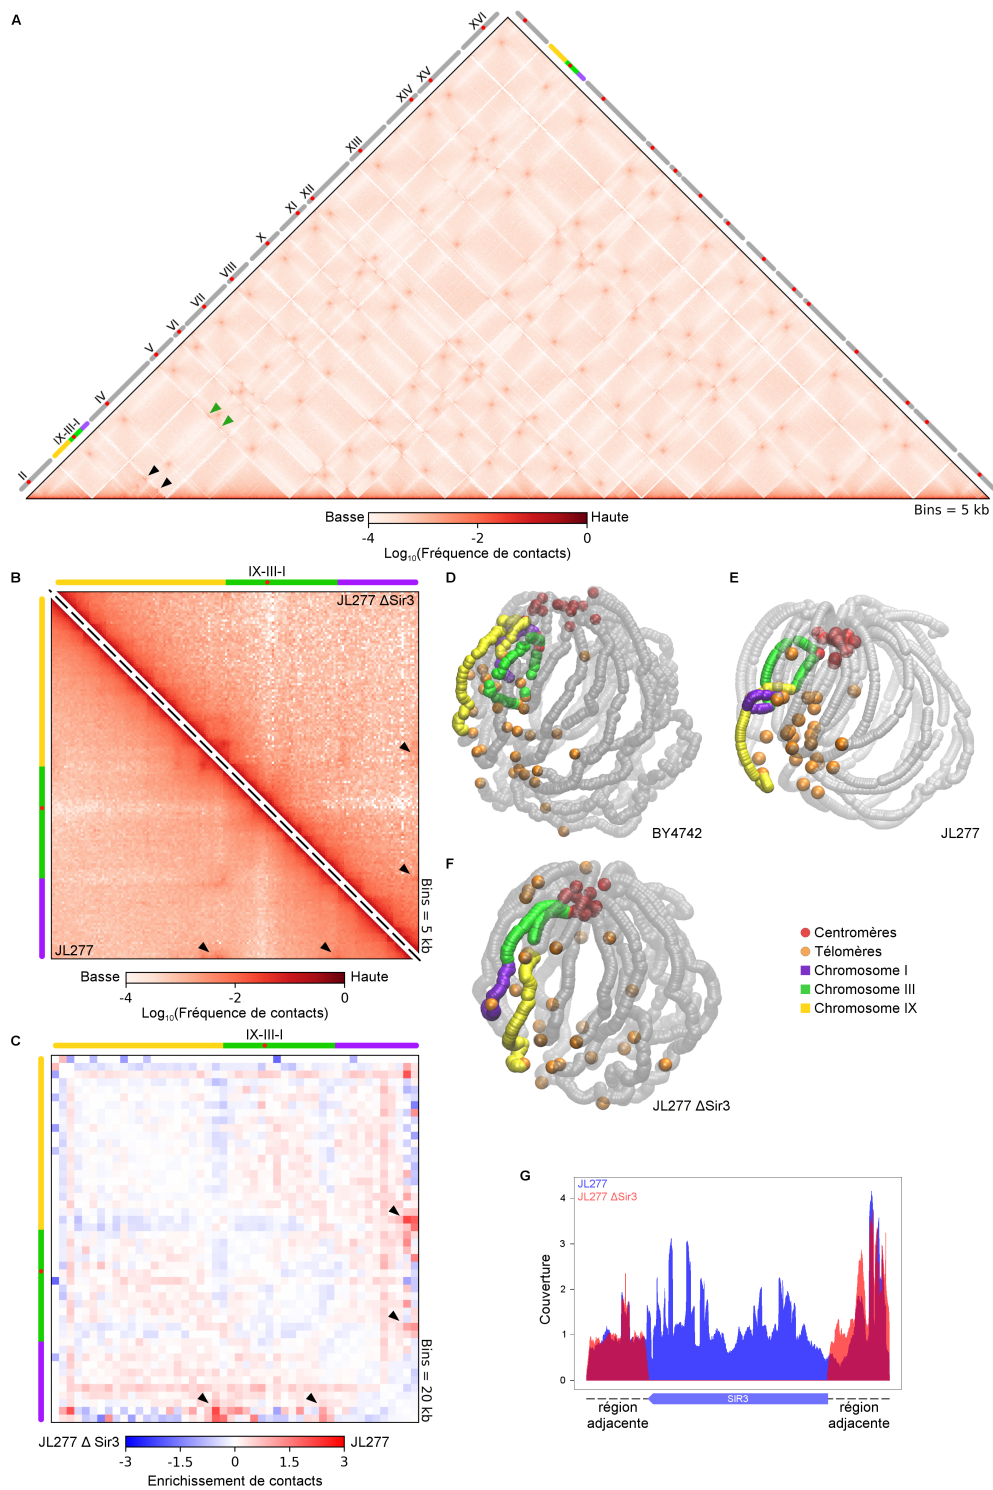 A
XVI
XV
XIV
XIII
XII
XI
X
VIII
VII
VI
V
IV
IX-III-I
II
Bins = 5 kb
Basse
Haute
-4
-2
0
Log₁₀(Fréquence de contacts)
B
IX-III-I
JL277 ΔSir3
JL277
Bins = 5 kb
Basse
Haute
-4
-2
0
Log₁₀(Fréquence de contacts)
C
IX-III-I
Bins = 20 kb
JL277 Δ Sir3
JL277
-3
-1.5
0
1.5
3
Enrichissement de contacts
D
BY4742
E
JL277
F
JL277 ΔSir3
Centromères
Télomères
Chromosome I
Chromosome III
Chromosome IX
G
JL277
JL277 ΔSir3
Couverture
4
3
2
1
0
SIR3
région
adjacente
région
adjacente